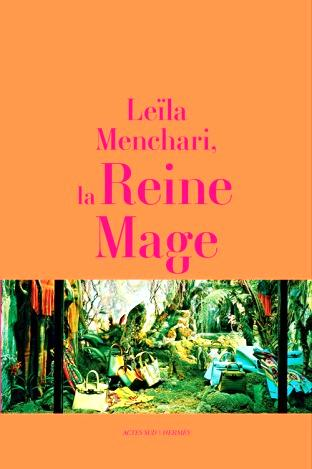 Leïla
Menchari,
la Reine
Mage
ACTES SUD | HERMÈS